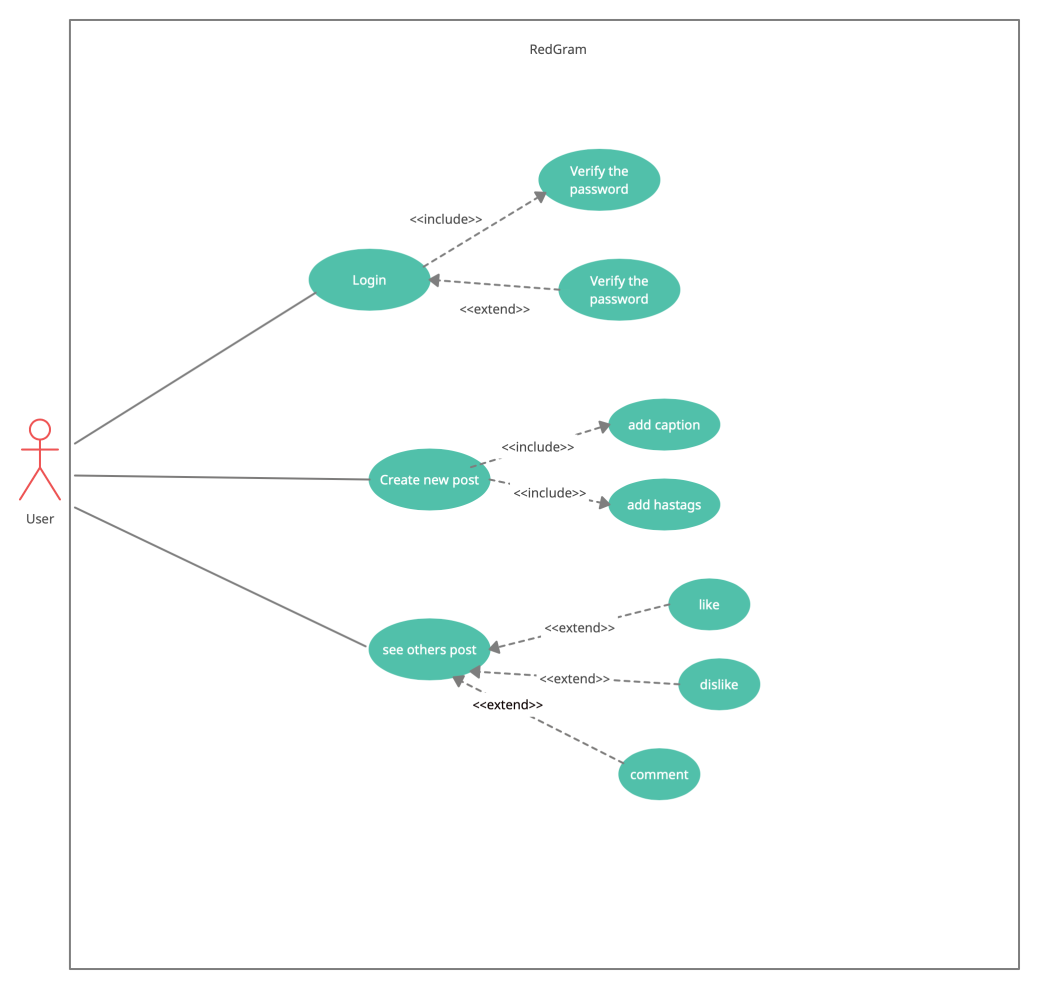 RedGram
Verify the
password
<<include>>
Login
Verify the
password
<<extend>>
add caption
<<include>>
Create new post
<<include>>
add hastags
User
like
<<extend>>
see others post
<<extend>>
dislike
<<extend>>
comment